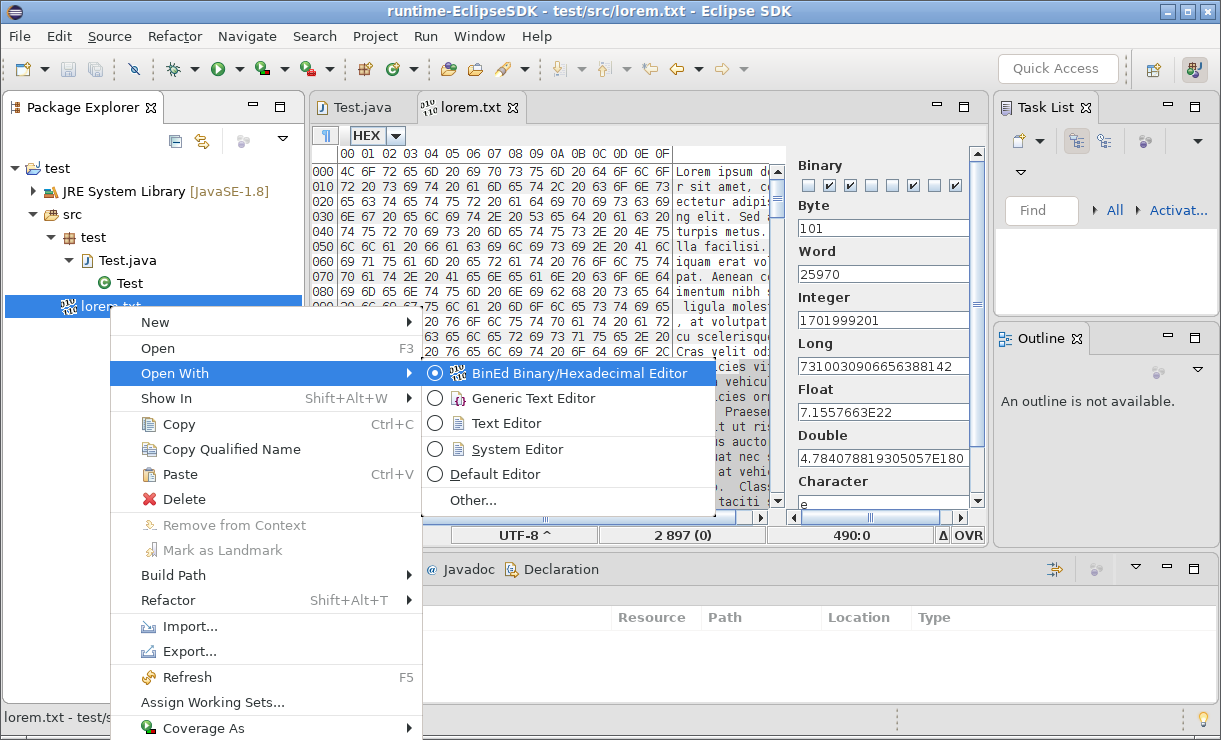 runtime-EclipseSDK - test/src/lorem.txt - Eclipse SDK
File Edit Source Refactor Navigate Search Project Run Window Help
Quick Access
Package Explorer
test
JRE System Library [JavaSE-1.8]
src
test
Test.java
Test
lorem.txt
Test.java lorem.txt
HEX
00 01 02 03 04 05 06 07 08 09 0A 0B 0C 0D 0E 0F
000 4C 6F 72 65 6D 20 69 70 73 75 6D 20 64 6F 6C 6F Lorem ipsum
010 72 20 73 69 74 20 61 6D 65 74 2C 20 63 6F 6E 73 r sit amet,
020 65 63 74 65 74 75 72 20 61 64 69 70 69 73 63 69 ectetur adipis
030 6E 67 20 65 6C 69 74 2E 20 53 65 64 20 61 63 20 ng elit. Sed
040 74 75 72 70 69 73 20 6D 65 74 75 73 2E 20 4E 75 turpis metus.
050 6C 6C 61 20 66 61 63 69 6C 69 73 69 2E 20 41 6C lla facilisi.
060 69 71 75 61 6D 20 65 72 61 74 20 76 6F 6C 75 74 iquam erat vo
070 70 61 74 2E 20 41 65 6E 65 61 6E 20 63 6F 6E 64 pat. Aenean
080 69 6D 65 6E 74 75 6D 20 6E 69 62 68 20 73 65 64 imentum nibh
75 6C 61 20 6D 6F 6C 65 73 74 69 65 ligula moles
20 76 6F 6C 75 74 70 61 74 20 61 72 , at volutpat
63 65 6C 65 72 69 73 71 75 65 2E 20 cu scelerisqu
20 76 65 6C 69 74 20 6F 64 69 6F 2C Cras velit od
UTF-8 ^ 2 897 (0) 490:0 Δ OVR
Binary
Byte
101
Word
25970
Integer
1701999201
Long
7310030906656388142
Float
7.1557663E22
Double
4.784078819305057E180
Character
e
Task List
Find All Activat...
Outline
An outline is not available.
New
Open F3
Open With
Show In Shift+Alt+W
Copy Ctrl+C
Copy Qualified Name
Paste Ctrl+V
Delete
Remove from Context
Mark as Landmark
Build Path
Refactor Shift+Alt+T
Import...
Export...
Refresh F5
Assign Working Sets...
Coverage As
BinEd Binary/Hexadecimal Editor
Generic Text Editor
Text Editor
System Editor
Default Editor
Other...
@ Javadoc Declaration
Resource Path Location Type
lorem.txt - test/s